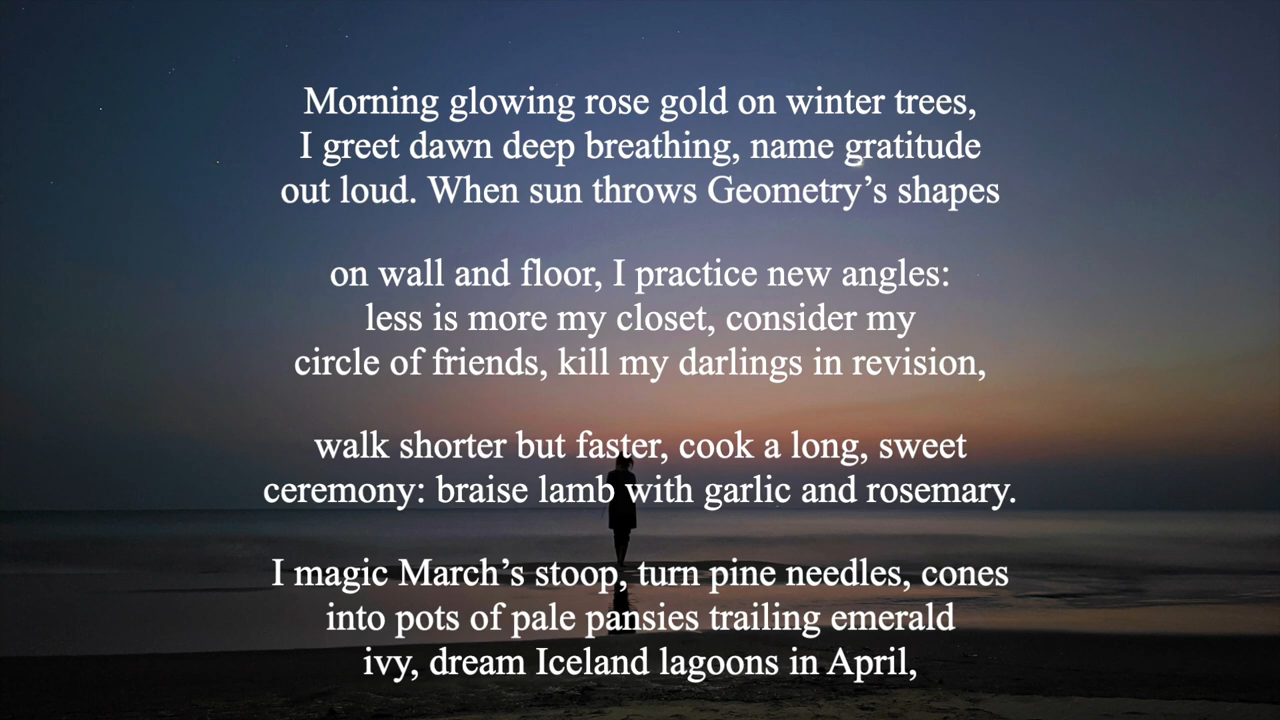 Morning glowing rose gold on winter trees,
I greet dawn deep breathing, name gratitude
out loud. When sun throws Geometry’s shapes
on wall and floor, I practice new angles:
less is more my closet, consider my
circle of friends, kill my darlings in revision,
walk shorter but faster, cook a long, sweet
ceremony: braise lamb with garlic and rosemary.
I magic March’s stoop, turn pine needles, cones
into pots of pale pansies trailing emerald
ivy, dream Iceland lagoons in April,